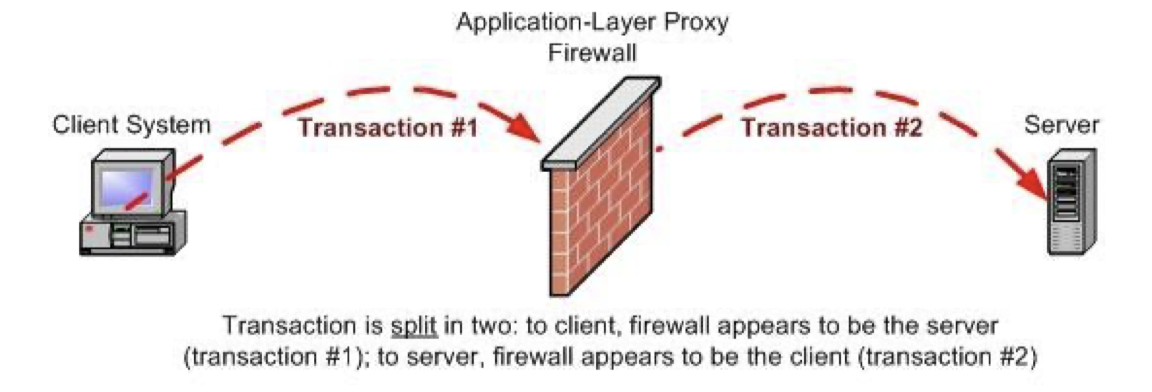 Application-Layer Proxy
Firewall
Client System
Transaction #1
Transaction #2
Server
Transaction is split in two: to client, firewall appears to be the server
(transaction #1); to server, firewall appears to be the client (transaction #2)